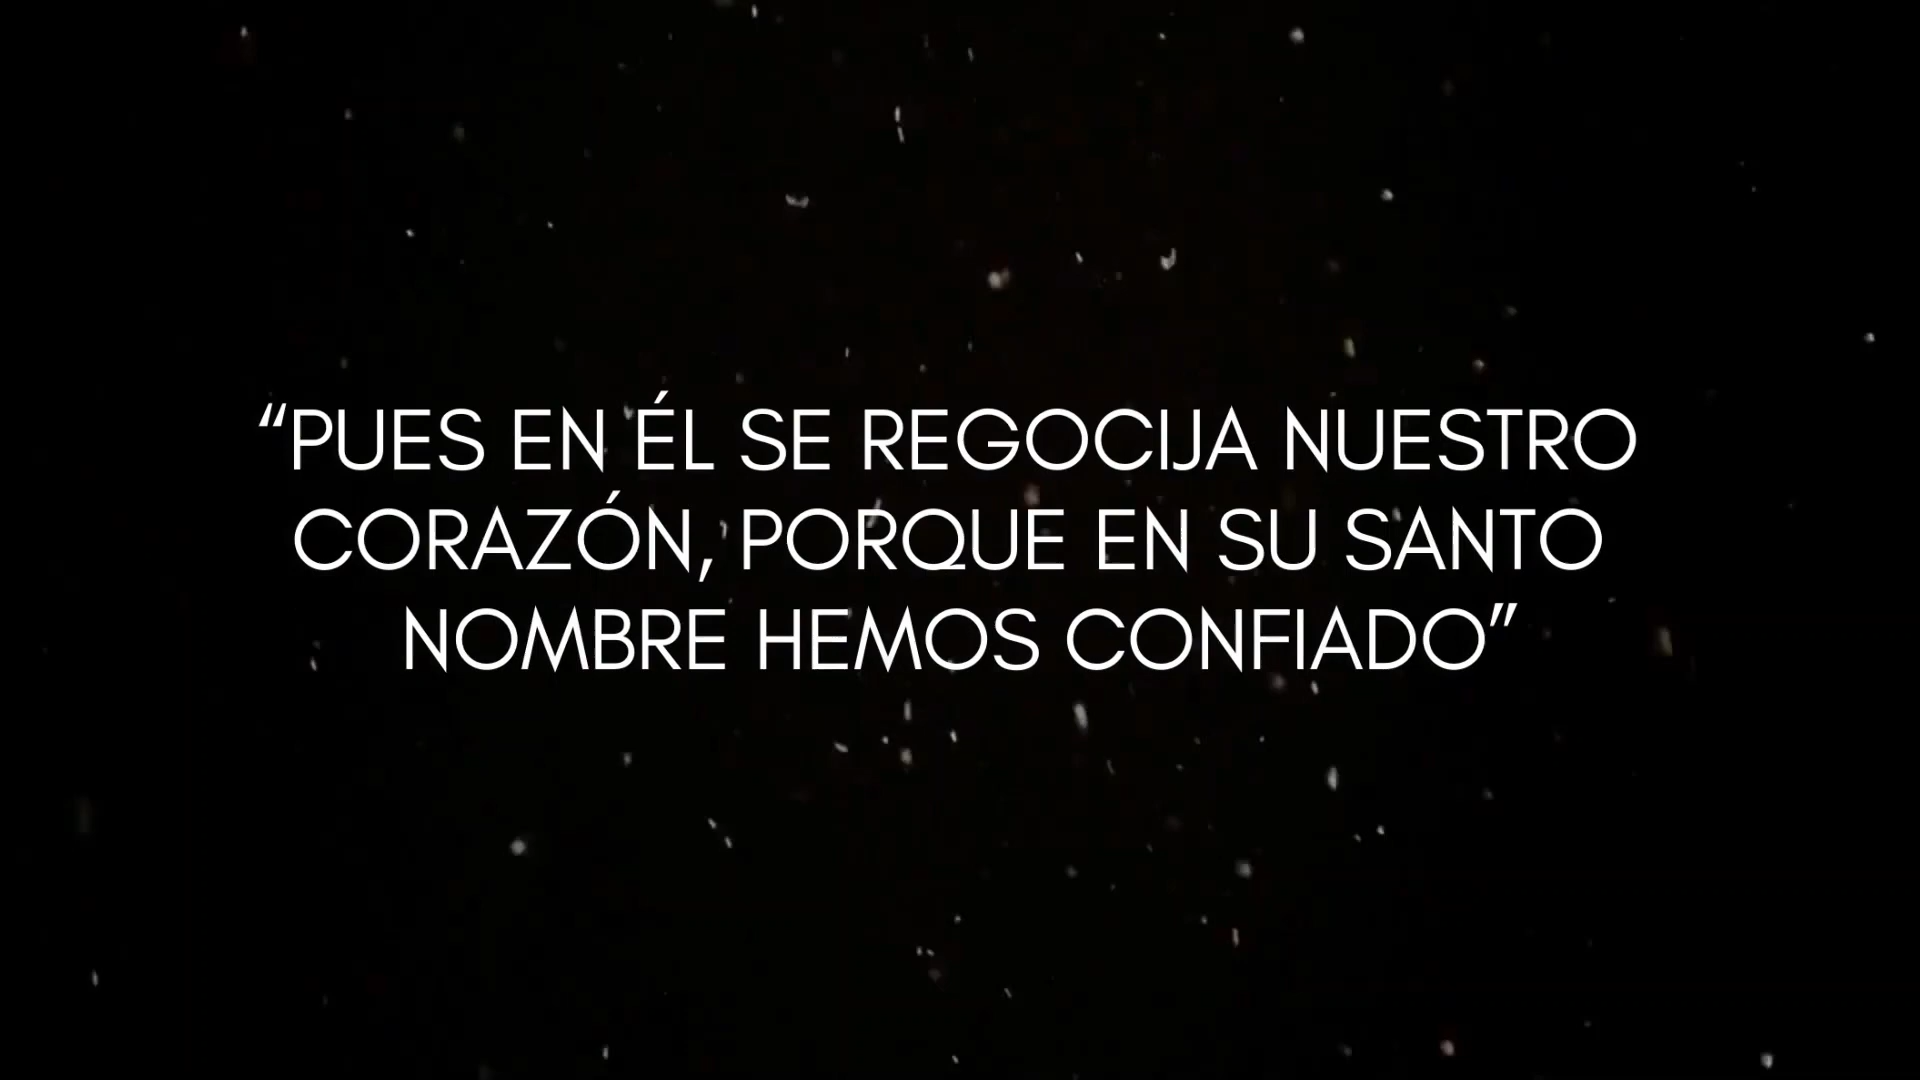 “PUES EN ÉL SE REGOCIJA NUESTRO
CORAZÓN, PORQUE EN SU SANTO
NOMBRE HEMOS CONFIADO”